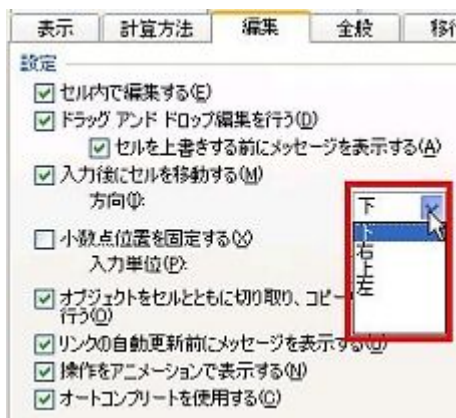 表示 計算方法 編集 全般 移行
設定
セル内で編集する(E)
ドラッグ アンド ドロップ編集を行う(D)
セルを上書きする前にメッセージを表示する(A)
入力後にセルを移動する(M)
方向(I): 下
下
右
上
左
小数点位置を固定する(X)
入力単位(P):
オブジェクトをセルとともに切り取り、コピー
行う(O)
リンクの自動更新前にメッセージを表示する(U)
操作をアニメーションで表示する(N)
オートコンプリートを使用する(C)